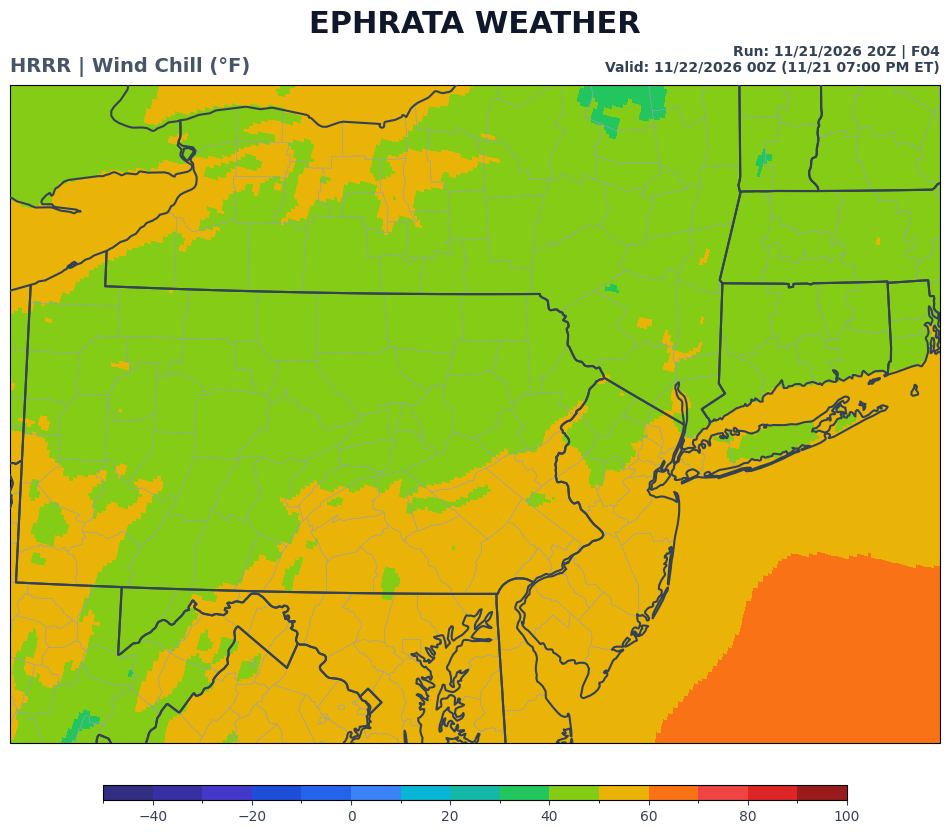 EPHRATA WEATHER
HRRR | Wind Chill (°F)
Run: 11/21/2026 20Z | F04
Valid: 11/22/2026 00Z (11/21 07:00 PM ET)
−40 −20 0 20 40 60 80 100